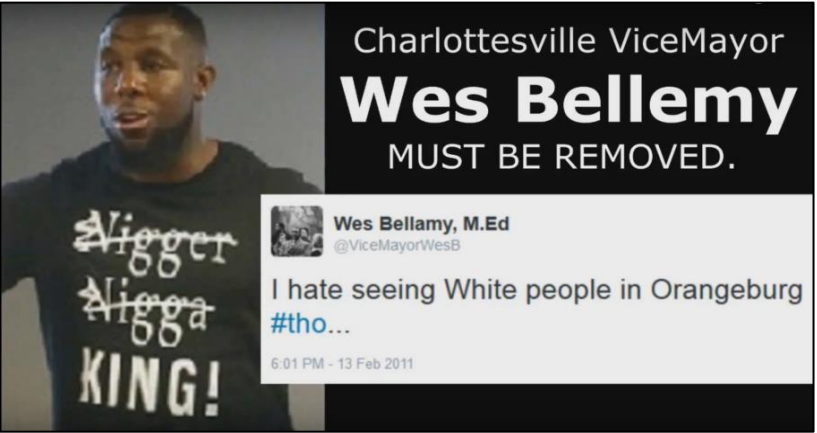 Charlottesville ViceMayor
Wes Bellemy
MUST BE REMOVED.
Nigger
Nigga
KING!
Wes Bellamy, M.Ed
@ViceMayorWesB
I hate seeing White people in Orangeburg
#tho...
6:01 PM - 13 Feb 2011